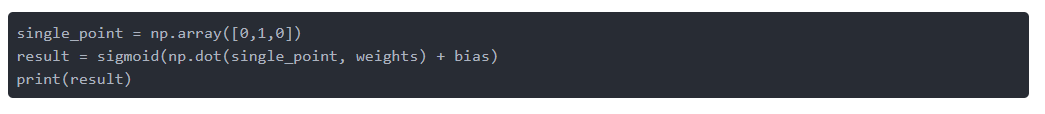 single_point = np.array([0,1,0])
result = sigmoid(np.dot(single_point, weights) + bias)
print(result)